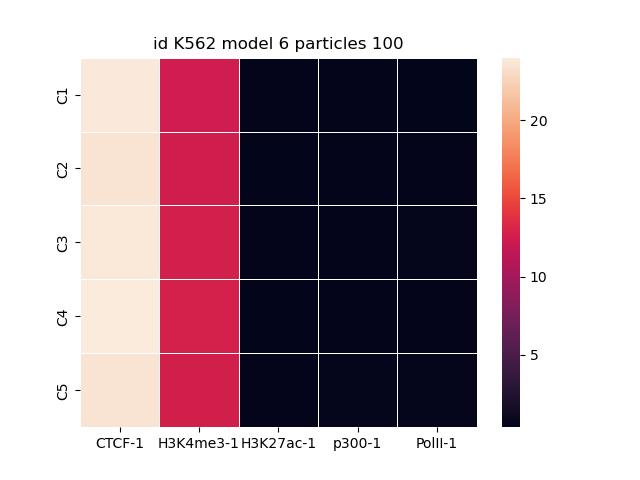 id K562 model 6 particles 100
C1
C2
C3
C4
C5
CTCF-1 H3K4me3-1 H3K27ac-1 p300-1 PolII-1
20
15
10
5